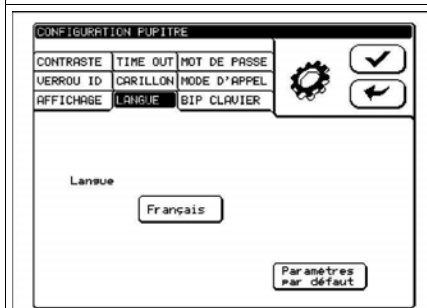 CONFIGURATION PUPITRE
CONTRASTE TIME OUT MOT DE PASSE
VERROU ID CARILLON MODE D'APPEL
AFFICHAGE LANGUE BIP CLAVIER
Langue
Français
Paramètres
par défaut